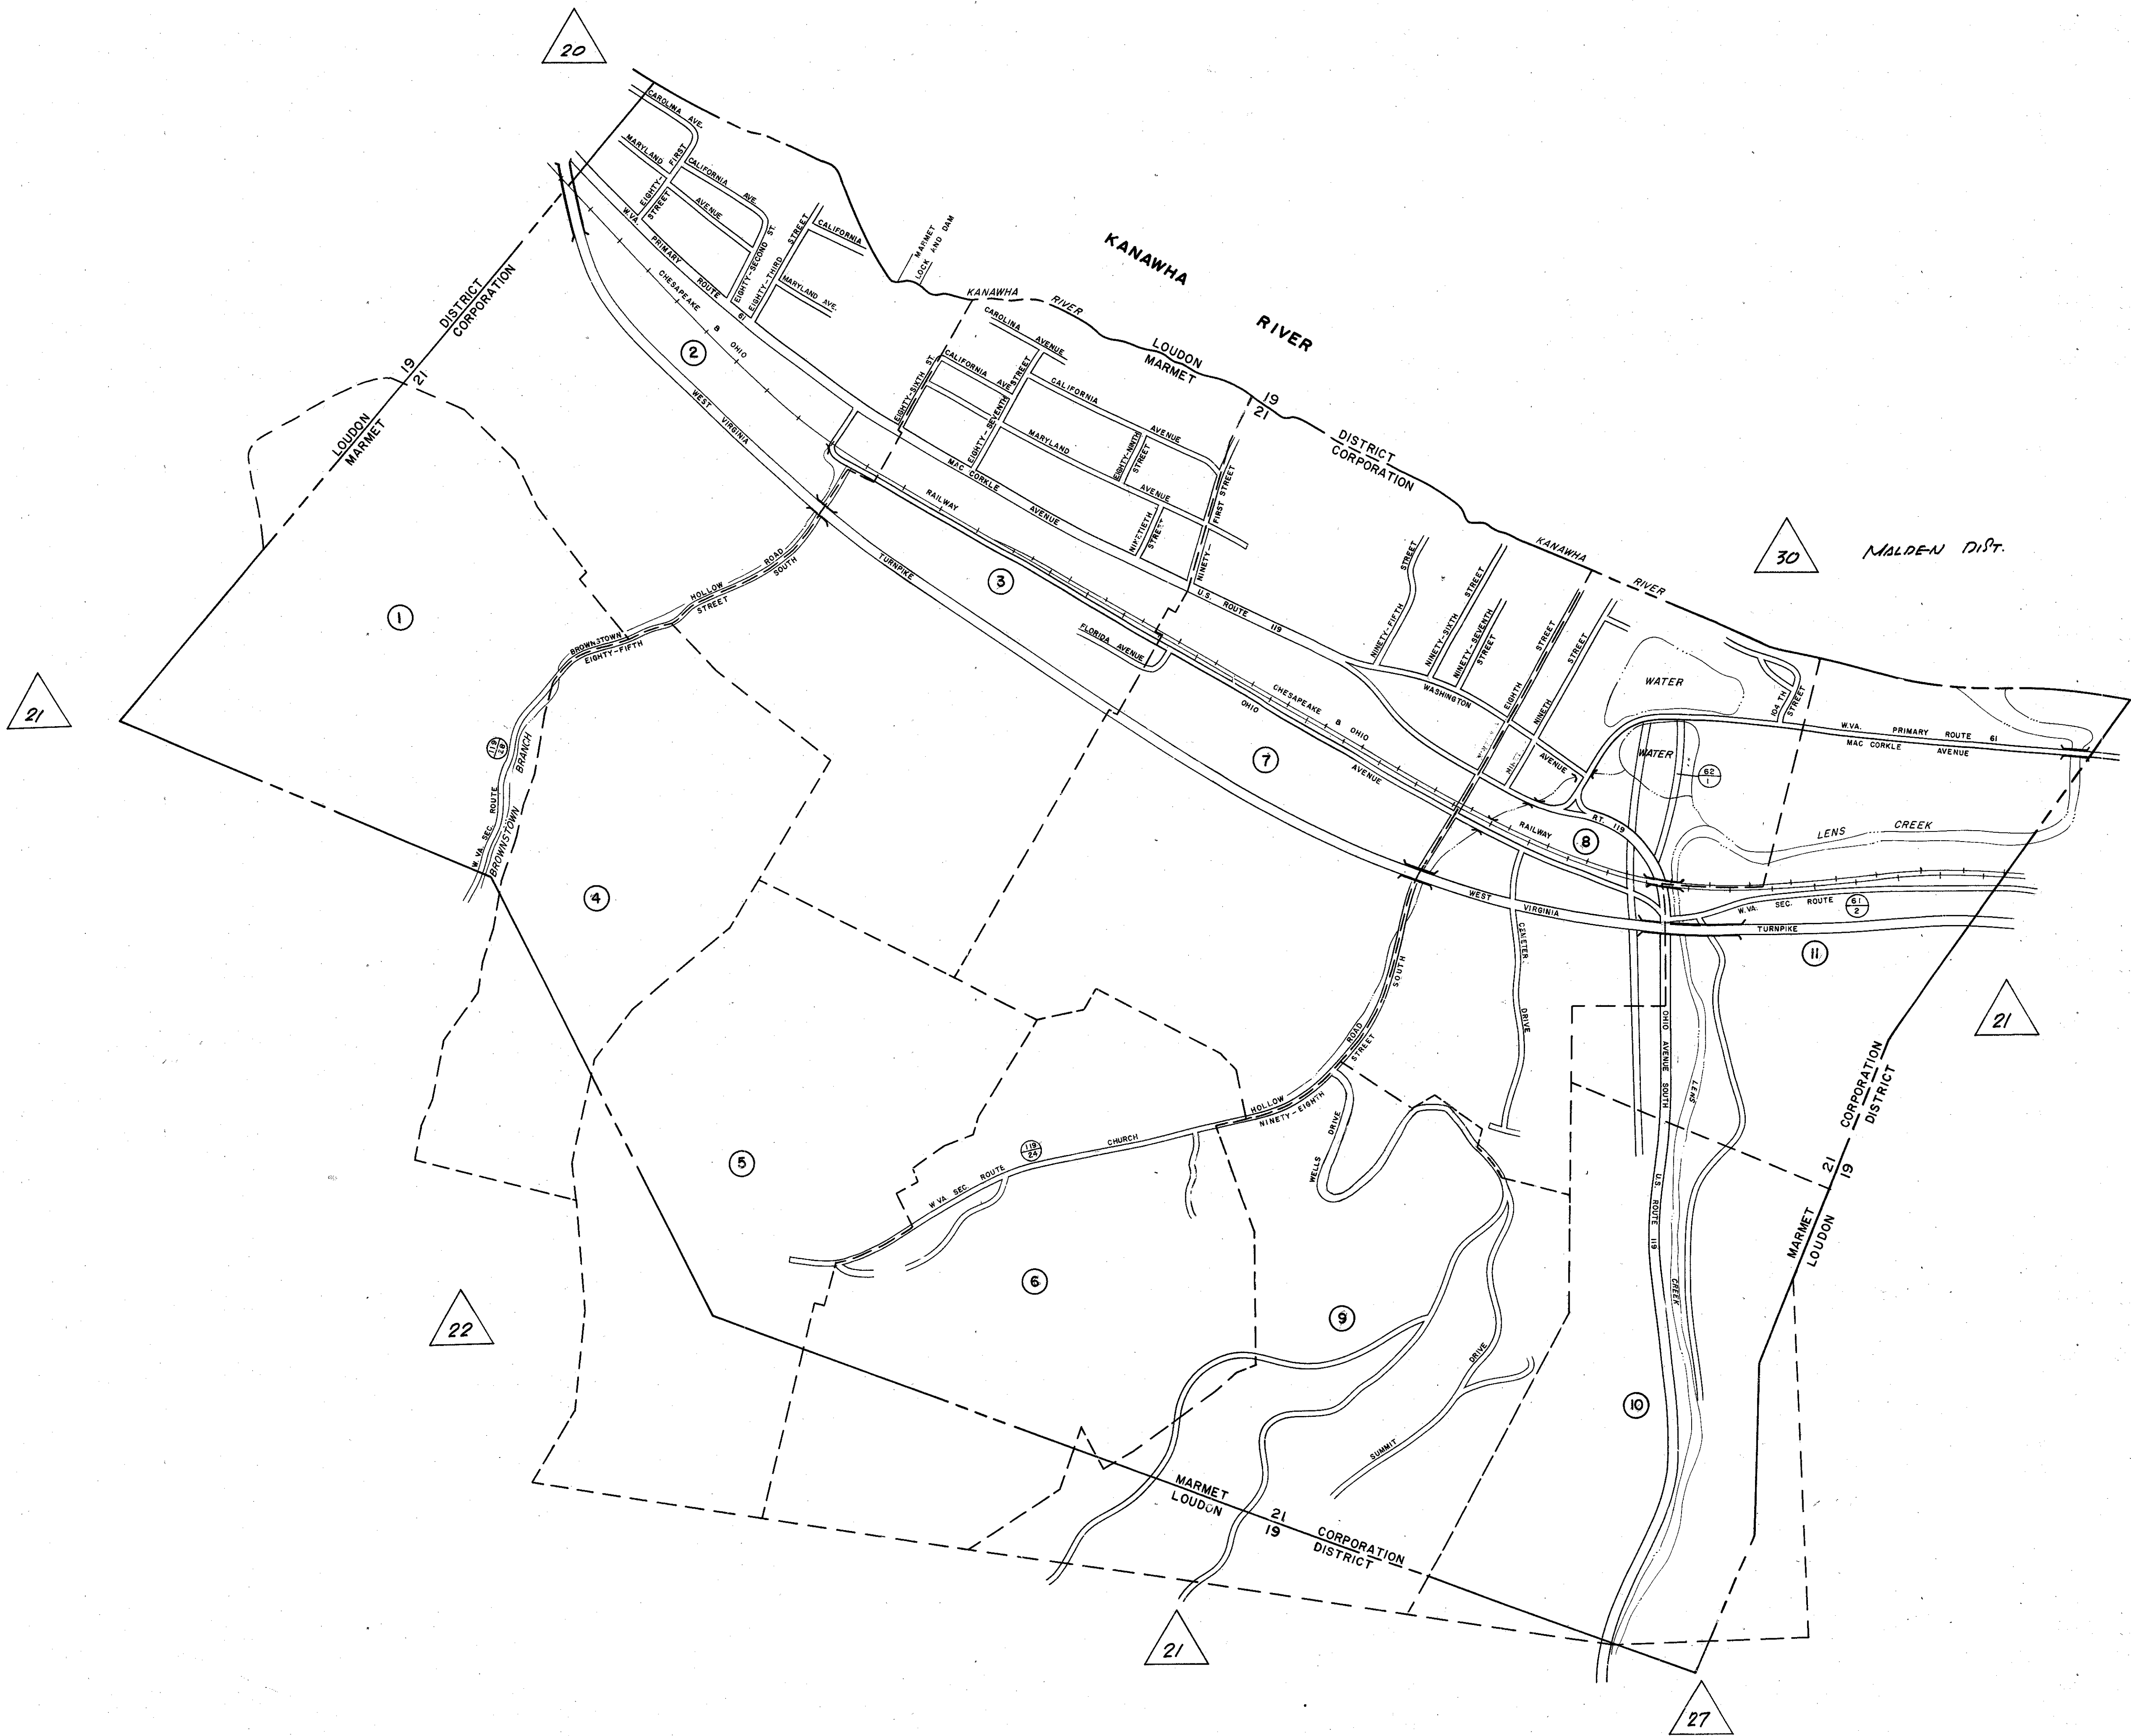 20
CAROLINA AVE.
MARYLAND
AVENUE
EIGHTY-FIRST
STREET
CALIFORNIA AVE.
EIGHTY-SECOND ST.
EIGHTY-THIRD STREET
CALIFORNIA
MARYLAND AVE.
W.VA. PRIMARY ROUTE 61
CHESAPEAKE & OHIO
MARMET
LOCK AND DAM
KANAWHA
RIVER
KANAWHA RIVER
DISTRICT
CORPORATION
19
21
LOUDON
MARMET
2
WEST VIRGINIA
TURNPIKE
CAROLINA AVENUE
EIGHTY-SIXTH ST.
CALIFORNIA AVE.
EIGHTY-SEVENTH STREET
CALIFORNIA AVENUE
MARYLAND
AVENUE
EIGHTY-NINTH
STREET
NINETIETH
STREET
NINETY-FIRST STREET
MAC CORKLE AVENUE
RAILWAY
LOUDON
MARMET
19
21
DISTRICT
CORPORATION
KANAWHA RIVER
30
MALDEN DIST.
3
U.S. ROUTE 119
FLORIDA AVENUE
NINETY-FIFTH STREET
NINETY-SIXTH STREET
NINETY-SEVENTH
STREET
EIGHTH STREET
NINETH STREET
WASHINGTON
AVENUE
WATER
WATER
104 TH
STREET
W.VA. PRIMARY ROUTE 61
MAC CORKLE AVENUE
62
1
LENS CREEK
1
21
BROWNSTOWN HOLLOW ROAD
EIGHTY-FIFTH STREET SOUTH
119
28
W. VA. SEC. ROUTE
BROWNSTOWN BRANCH
7
CHESAPEAKE & OHIO
OHIO AVENUE
RAILWAY
8
RT. 119
W.VA. SEC. ROUTE
61
2
WEST VIRGINIA
TURNPIKE
11
4
CEMETER
DRIVE
SOUTH
21
OHIO AVENUE SOUTH
LENS
CORPORATION
DISTRICT
21
19
MARMET
LOUDON
5
W. VA. SEC. ROUTE
119
24
CHURCH
HOLLOW ROAD
NINETY-EIGHTH STREET
WELLS DRIVE
U.S. ROUTE 119
CREEK
6
9
22
DRIVE
SUMMIT
10
MARMET
LOUDON
21
19
CORPORATION
DISTRICT
21
27